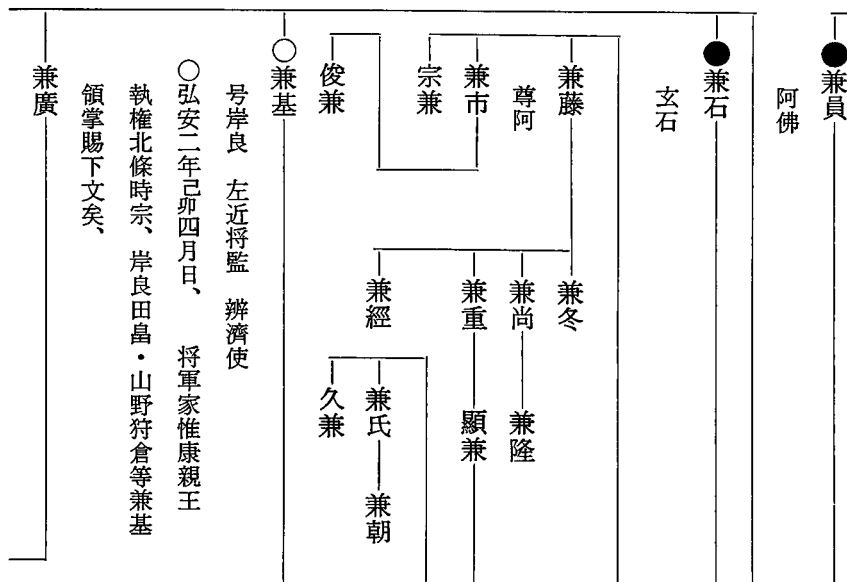 ●兼員
阿佛
●兼石
玄石
兼藤
尊阿
兼市
宗兼
俊兼
兼冬
兼尚―兼隆
兼重―顯兼
兼經
兼氏―兼朝
久兼
○兼基
号岸良　左近将監　辨濟使
○弘安二年己卯四月日、　将軍家惟康親王
執権北條時宗、岸良田畠・山野狩倉等兼基
領掌賜下文矣、
兼廣